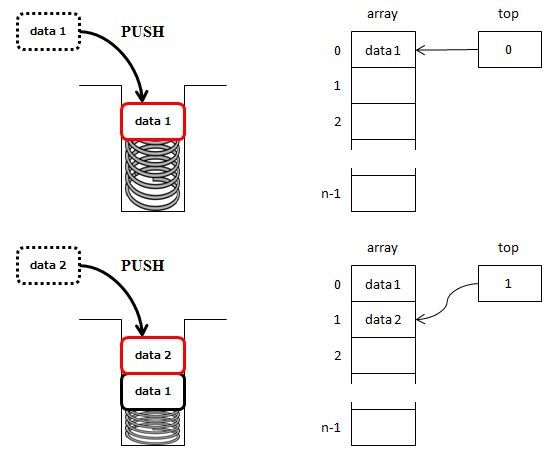 data 1
PUSH
data 1
array
top
0
data1
0
1
2
n-1
data 2
PUSH
data 2
data 1
array
top
0
data1
1
1
data2
2
n-1